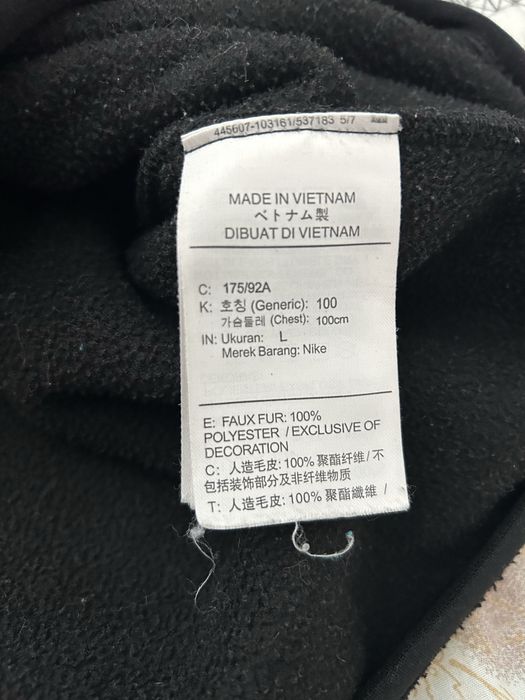 445607-103161/537183 5/7
MADE IN VIETNAM
ベトナム製
DIBUAT DI VIETNAM
C: 175/92A
K: 호칭 (Generic): 100
가슴둘레 (Chest): 100cm
IN: Ukuran: L
Merek Barang: Nike
E: FAUX FUR: 100%
POLYESTER / EXCLUSIVE OF
DECORATION
C: 人造毛皮: 100% 聚酯纤维/不
包括装饰部分及非纤维物质
T: 人造毛皮: 100% 聚酯纖維 /